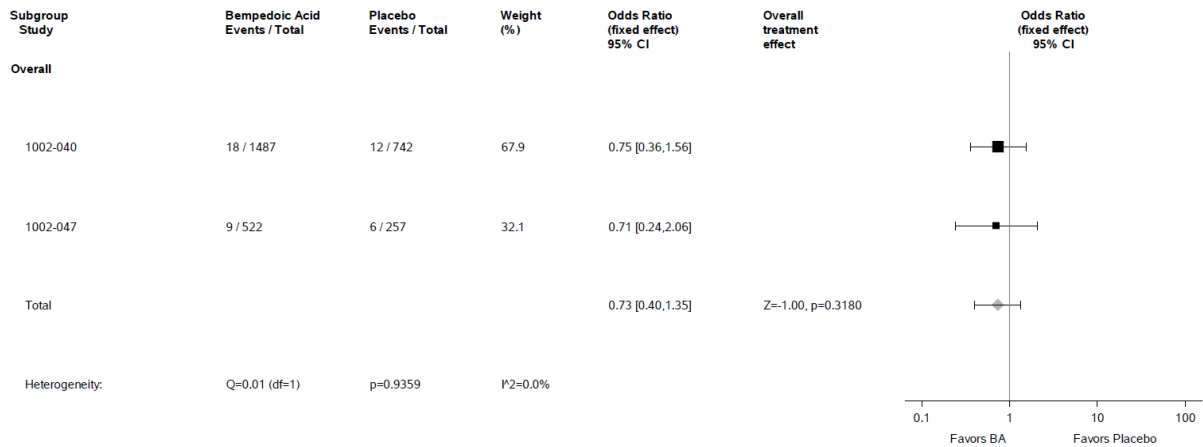 Subgroup Study Bempedoic Acid Events / Total Placebo Events / Total Weight (%) Odds Ratio (fixed effect) 95% CI Overall treatment effect Odds Ratio (fixed effect) 95% CI
Overall
1002-040 18 / 1487 12 / 742 67.9 0.75 [0.36,1.56]
1002-047 9 / 522 6 / 257 32.1 0.71 [0.24,2.06]
Total 0.73 [0.40,1.35] Z=-1.00, p=0.3180
Heterogeneity: Q=0.01 (df=1) p=0.9359 I^2=0.0%
0.1 1 10 100
Favors BA Favors Placebo